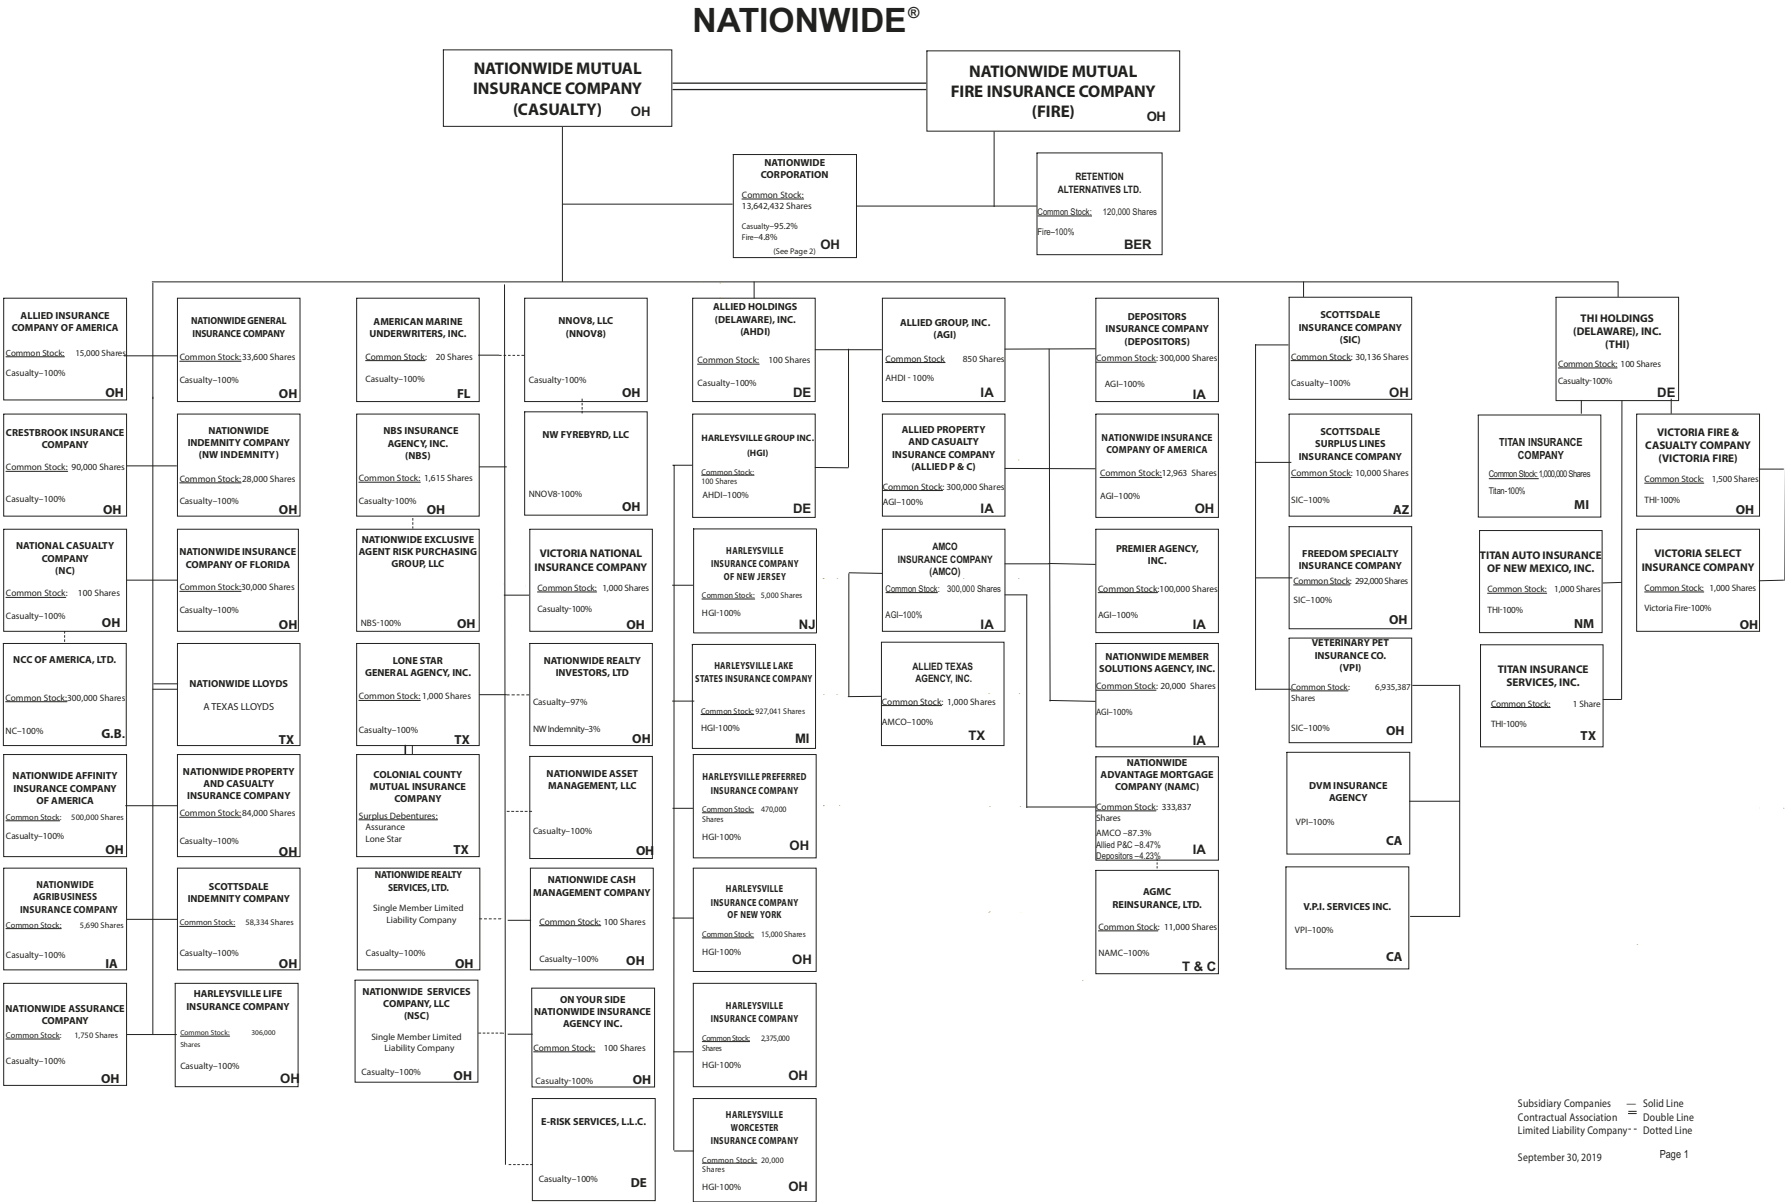 NATIONWIDE®
NATIONWIDE MUTUAL
INSURANCE COMPANY
(CASUALTY) OH
NATIONWIDE MUTUAL
FIRE INSURANCE COMPANY
(FIRE)
OH
NATIONWIDE
CORPORATION
Common Stock:
13,642,432 Shares
Casualty–95.2%
Fire–4.8%
(See Page 2) OH
RETENTION
ALTERNATIVES LTD.
Common Stock: 120,000 Shares
Fire–100%
BER
ALLIED INSURANCE
COMPANY OF AMERICA
Common Stock: 15,000 Shares
Casualty–100%
OH
NATIONWIDE GENERAL
INSURANCE COMPANY
Common Stock: 33,600 Shares
Casualty–100%
OH
AMERICAN MARINE
UNDERWRITERS, INC.
Common Stock: 20 Shares
Casualty–100%
FL
NNOV8, LLC
(NNOV8)
Casualty-100%
OH
ALLIED HOLDINGS
(DELAWARE), INC.
(AHDI)
Common Stock: 100 Shares
Casualty–100%
DE
ALLIED GROUP, INC.
(AGI)
Common Stock 850 Shares
AHDI - 100%
IA
DEPOSITORS
INSURANCE COMPANY
(DEPOSITORS)
Common Stock: 300,000 Shares
AGI–100%
IA
SCOTTSDALE
INSURANCE COMPANY
(SIC)
Common Stock: 30,136 Shares
Casualty–100%
OH
THI HOLDINGS
(DELAWARE), INC.
(THI)
Common Stock: 100 Shares
Casualty-100%
DE
CRESTBROOK INSURANCE
COMPANY
Common Stock: 90,000 Shares
Casualty–100%
OH
NATIONWIDE
INDEMNITY COMPANY
(NW INDEMNITY)
Common Stock: 28,000 Shares
Casualty–100%
OH
NBS INSURANCE
AGENCY, INC.
(NBS)
Common Stock: 1,615 Shares
Casualty-100%
OH
NW FYREBYRD, LLC
NNOV8-100%
OH
HARLEYSVILLE GROUP INC.
(HGI)
Common Stock:
100 Shares
AHDI–100%
DE
ALLIED PROPERTY
AND CASUALTY
INSURANCE COMPANY
(ALLIED P & C)
Common Stock: 300,000 Shares
AGI–100%
IA
NATIONWIDE INSURANCE
COMPANY OF AMERICA
Common Stock: 12,963 Shares
AGI–100%
OH
SCOTTSDALE
SURPLUS LINES
INSURANCE COMPANY
Common Stock: 10,000 Shares
SIC–100%
AZ
TITAN INSURANCE
COMPANY
Common Stock: 1,000,000 Shares
Titan-100%
MI
VICTORIA FIRE &
CASUALTY COMPANY
(VICTORIA FIRE)
Common Stock: 1,500 Shares
THI-100%
OH
NATIONAL CASUALTY
COMPANY
(NC)
Common Stock: 100 Shares
Casualty–100%
OH
NATIONWIDE INSURANCE
COMPANY OF FLORIDA
Common Stock: 30,000 Shares
Casualty–100%
OH
NATIONWIDE EXCLUSIVE
AGENT RISK PURCHASING
GROUP, LLC
NBS-100%
OH
VICTORIA NATIONAL
INSURANCE COMPANY
Common Stock: 1,000 Shares
Casualty-100%
OH
HARLEYSVILLE
INSURANCE COMPANY
OF NEW JERSEY
Common Stock: 5,000 Shares
HGI-100%
NJ
AMCO
INSURANCE COMPANY
(AMCO)
Common Stock: 300,000 Shares
AGI–100%
IA
PREMIER AGENCY,
INC.
Common Stock: 100,000 Shares
AGI–100%
IA
FREEDOM SPECIALTY
INSURANCE COMPANY
Common Stock: 292,000 Shares
SIC–100%
OH
TITAN AUTO INSURANCE
OF NEW MEXICO, INC.
Common Stock: 1,000 Shares
THI-100%
NM
VICTORIA SELECT
INSURANCE COMPANY
Common Stock: 1,000 Shares
Victoria Fire-100%
OH
NCC OF AMERICA, LTD.
Common Stock: 300,000 Shares
NC–100%
G.B.
NATIONWIDE LLOYDS
A TEXAS LLOYDS
TX
LONE STAR
GENERAL AGENCY, INC.
Common Stock: 1,000 Shares
Casualty–100%
TX
NATIONWIDE REALTY
INVESTORS, LTD
Casualty–97%
NW Indemnity–3%
OH
HARLEYSVILLE LAKE
STATES INSURANCE COMPANY
Common Stock: 927,041 Shares
HGI-100%
MI
ALLIED TEXAS
AGENCY, INC.
Common Stock: 1,000 Shares
AMCO–100%
TX
NATIONWIDE MEMBER
SOLUTIONS AGENCY, INC.
Common Stock: 20,000 Shares
AGI–100%
IA
VETERINARY PET
INSURANCE CO.
(VPI)
Common Stock: 6,935,387
Shares
SIC–100%
OH
TITAN INSURANCE
SERVICES, INC.
Common Stock: 1 Share
THI-100%
TX
NATIONWIDE AFFINITY
INSURANCE COMPANY
OF AMERICA
Common Stock: 500,000 Shares
Casualty–100%
OH
NATIONWIDE PROPERTY
AND CASUALTY
INSURANCE COMPANY
Common Stock: 84,000 Shares
Casualty–100%
OH
COLONIAL COUNTY
MUTUAL INSURANCE
COMPANY
Surplus Debentures:
Assurance
Lone Star
TX
NATIONWIDE ASSET
MANAGEMENT, LLC
Casualty–100%
OH
HARLEYSVILLE PREFERRED
INSURANCE COMPANY
Common Stock: 470,000
Shares
HGI-100%
OH
NATIONWIDE
ADVANTAGE MORTGAGE
COMPANY (NAMC)
Common Stock: 333,837
Shares
AMCO –87.3%
Allied P&C –8.47%
Depositors –4.23%
IA
DVM INSURANCE
AGENCY
VPI–100%
CA
NATIONWIDE
AGRIBUSINESS
INSURANCE COMPANY
Common Stock: 5,690 Shares
Casualty–100%
IA
SCOTTSDALE
INDEMNITY COMPANY
Common Stock: 58,334 Shares
Casualty–100%
OH
NATIONWIDE REALTY
SERVICES, LTD.
Single Member Limited
Liability Company
Casualty–100%
OH
NATIONWIDE CASH
MANAGEMENT COMPANY
Common Stock: 100 Shares
Casualty–100%
OH
HARLEYSVILLE
INSURANCE COMPANY
OF NEW YORK
Common Stock: 15,000 Shares
HGI-100%
OH
AGMC
REINSURANCE, LTD.
Common Stock: 11,000 Shares
NAMC–100%
T & C
V.P.I. SERVICES INC.
VPI–100%
CA
NATIONWIDE ASSURANCE
COMPANY
Common Stock: 1,750 Shares
Casualty–100%
OH
HARLEYSVILLE LIFE
INSURANCE COMPANY
Common Stock: 306,000
Shares
Casualty–100%
OH
NATIONWIDE SERVICES
COMPANY, LLC
(NSC)
Single Member Limited
Liability Company
Casualty–100%
OH
ON YOUR SIDE
NATIONWIDE INSURANCE
AGENCY INC.
Common Stock: 100 Shares
Casualty-100%
OH
HARLEYSVILLE
INSURANCE COMPANY
Common Stock: 2,375,000
Shares
HGI-100%
OH
E-RISK SERVICES, L.L.C.
Casualty–100%
DE
HARLEYSVILLE
WORCESTER
INSURANCE COMPANY
Common Stock: 20,000
Shares
HGI-100%
OH
Subsidiary Companies — Solid Line
Contractual Association = Double Line
Limited Liability Company - - Dotted Line
September 30, 2019 Page 1